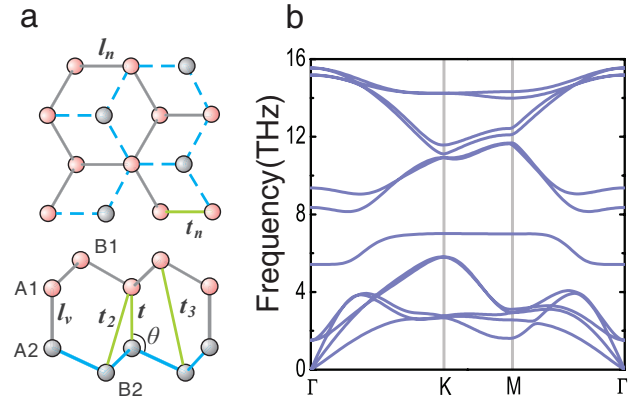 a
l_n
t_n
B1
A1
l_v
t_2
t
t_3
θ
A2
B2
b
Frequency(THz)
16
12
8
4
0
Γ K M Γ